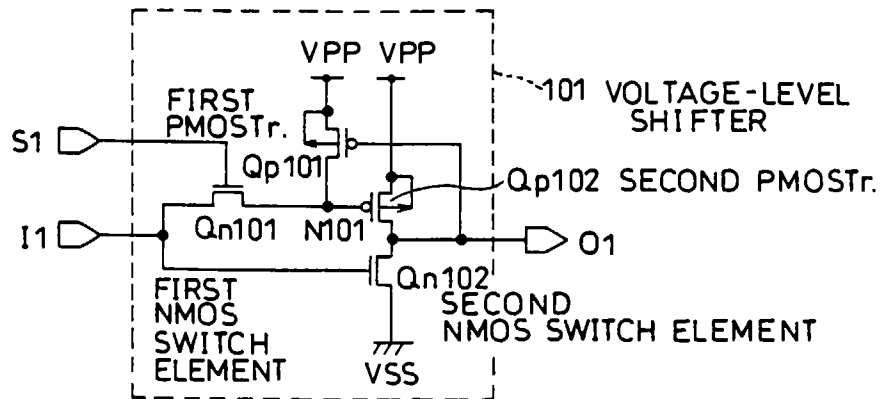 VPP VPP
101 VOLTAGE-LEVEL
SHIFTER
FIRST
PMOSTr.
S1
Qp101
Qp102 SECOND PMOSTr.
I1
Qn101
N101
O1
Qn102
FIRST
NMOS
SWITCH
ELEMENT
SECOND
NMOS SWITCH ELEMENT
VSS